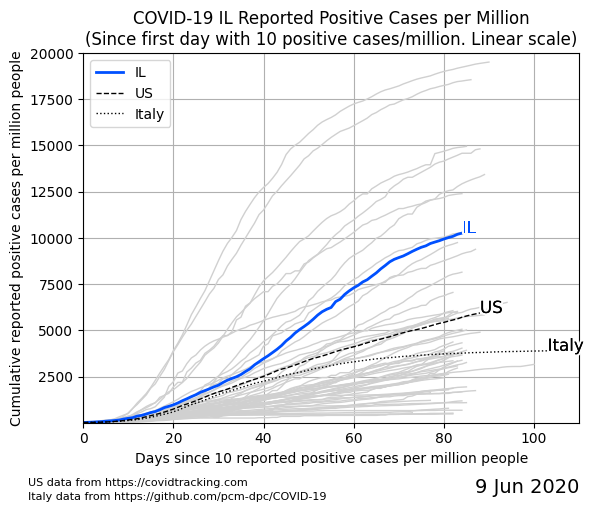 COVID-19 IL Reported Positive Cases per Million
(Since first day with 10 positive cases/million. Linear scale)
Cumulative reported positive cases per million people
20000
17500
15000
12500
10000
7500
5000
2500
IL
US
Italy
IL
US
Italy
0
20
40
60
80
100
Days since 10 reported positive cases per million people
US data from https://covidtracking.com
Italy data from https://github.com/pcm-dpc/COVID-19
9 Jun 2020